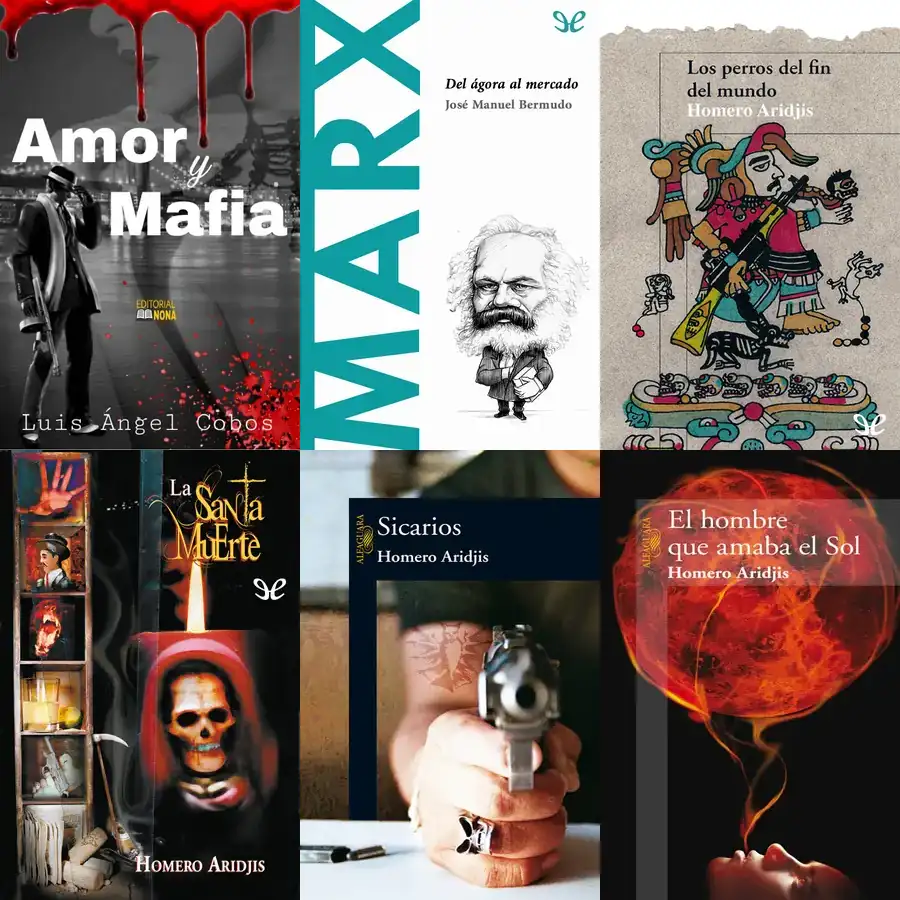 Amor
y
Mafia
EDITORIAL
NONA
Luis Ángel Cobos
MARX
Del ágora al mercado
José Manuel Bermudo
Los perros del fin
del mundo
Homero Aridjis
La
Santa
Muerte
HOMERO ARIDJIS
ALFAGUARA
Sicarios
Homero Aridjis
ALFAGUARA
El hombre
que amaba el Sol
Homero Aridjis